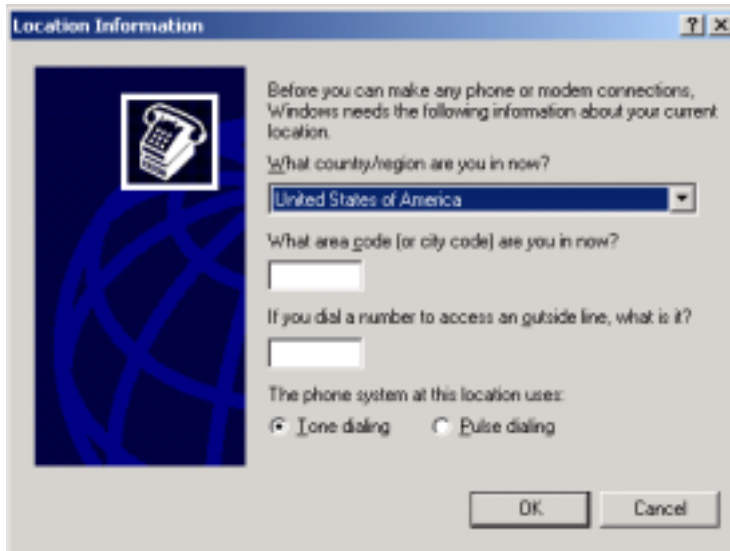 Location Information
Before you can make any phone or modem connections,
Windows needs the following information about your current
location.
What country/region are you in now?
United States of America
What area code (or city code) are you in now?
If you dial a number to access an outside line, what is it?
The phone system at this location uses:
Tone dialing Pulse dialing
OK Cancel